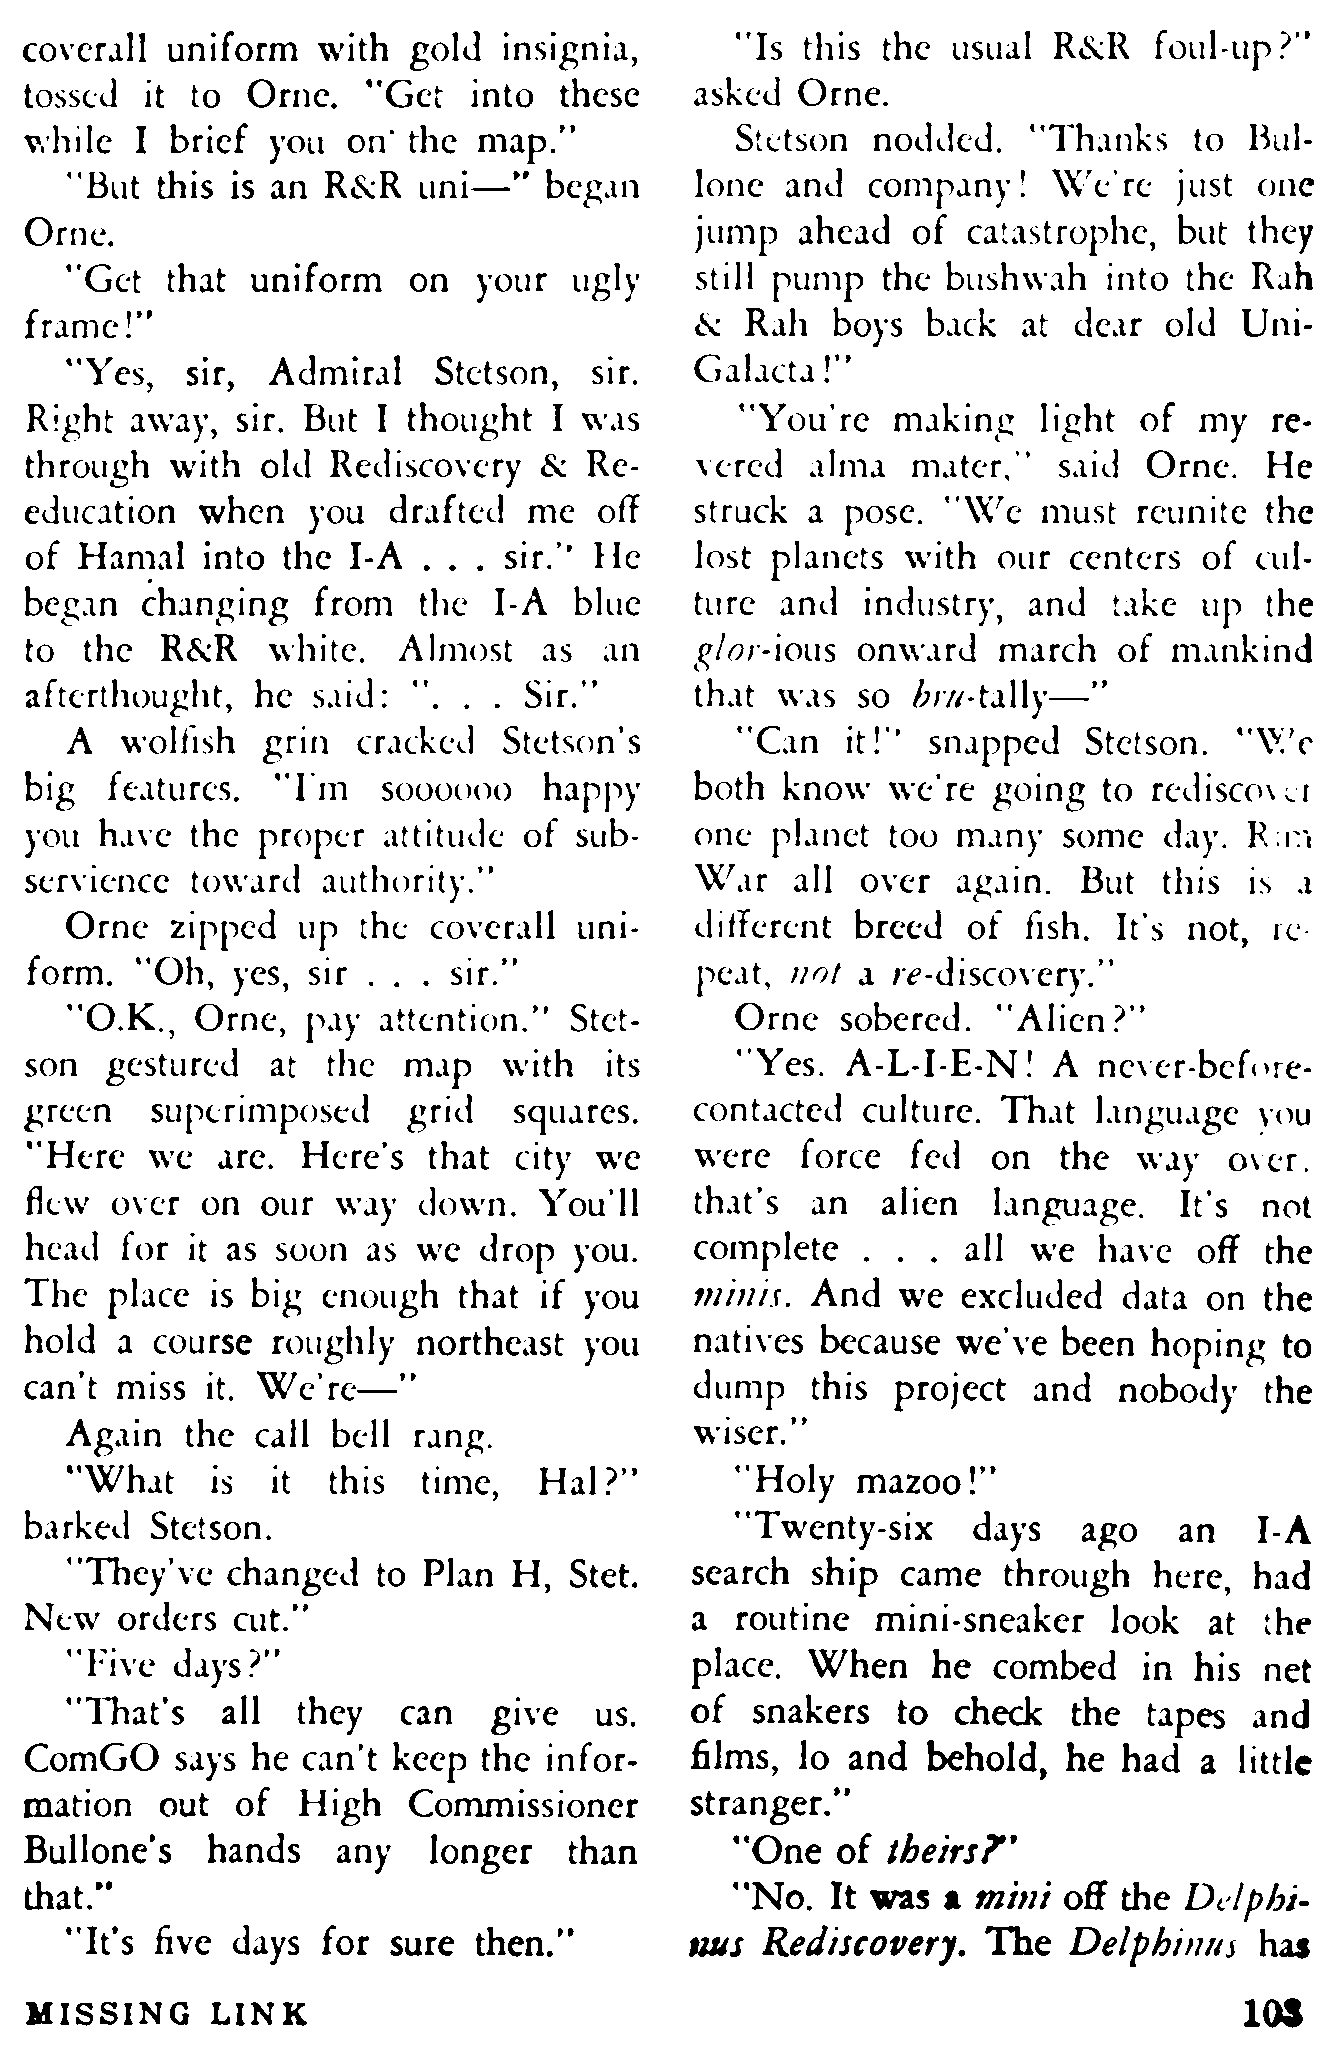 coverall uniform with gold insignia,
tossed it to Orne. "Get into these
while I brief you on the map."
"But this is an R&R uni—" began
Orne.
"Get that uniform on your ugly
frame!"
"Yes, sir, Admiral Stetson, sir.
Right away, sir. But I thought I was
through with old Rediscovery & Re-
education when you drafted me off
of Hamal into the I-A . . . sir." He
began changing from the I-A blue
to the R&R white. Almost as an
afterthought, he said: ". . . Sir."
A wolfish grin cracked Stetson's
big features. "I'm soooooo happy
you have the proper attitude of sub-
servience toward authority."
Orne zipped up the coverall uni-
form. "Oh, yes, sir . . . sir."
"O.K., Orne, pay attention." Stet-
son gestured at the map with its
green superimposed grid squares.
"Here we are. Here's that city we
flew over on our way down. You'll
head for it as soon as we drop you.
The place is big enough that if you
hold a course roughly northeast you
can't miss it. We're—"
Again the call bell rang.
"What is it this time, Hal?"
barked Stetson.
"They've changed to Plan H, Stet.
New orders cut."
"Five days?"
"That's all they can give us.
ComGO says he can't keep the infor-
mation out of High Commissioner
Bullone's hands any longer than
that."
"It's five days for sure then."
"Is this the usual R&R foul-up?"
asked Orne.
Stetson nodded. "Thanks to Bul-
lone and company! We're just one
jump ahead of catastrophe, but they
still pump the bushwah into the Rah
& Rah boys back at dear old Uni-
Galacta!"
"You're making light of my re-
vered alma mater," said Orne. He
struck a pose. "We must reunite the
lost planets with our centers of cul-
ture and industry, and take up the
glor-ious onward march of mankind
that was so bru-tally—"
"Can it!" snapped Stetson. "We
both know we're going to rediscover
one planet too many some day. Rim
War all over again. But this is a
different breed of fish. It's not, re-
peat, not a re-discovery."
Orne sobered. "Alien?"
"Yes. A-L-I-E-N! A never-before-
contacted culture. That language you
were force fed on the way over,
that's an alien language. It's not
complete . . . all we have off the
minis. And we excluded data on the
natives because we've been hoping to
dump this project and nobody the
wiser."
"Holy mazoo!"
"Twenty-six days ago an I-A
search ship came through here, had
a routine mini-sneaker look at the
place. When he combed in his net
of snakers to check the tapes and
films, lo and behold, he had a little
stranger."
"One of theirs?"
"No. It was a mini off the Delphi-
nus Rediscovery. The Delphinus has
MISSING LINK
103